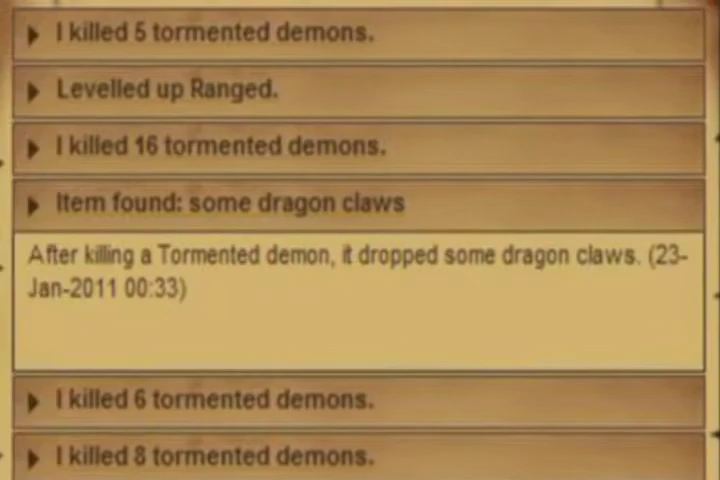 I killed 5 tormented demons.
Levelled up Ranged.
I killed 16 tormented demons.
Item found: some dragon claws
After killing a Tormented demon, it dropped some dragon claws. (23-
Jan-2011 00:33)
I killed 6 tormented demons.
I killed 8 tormented demons.